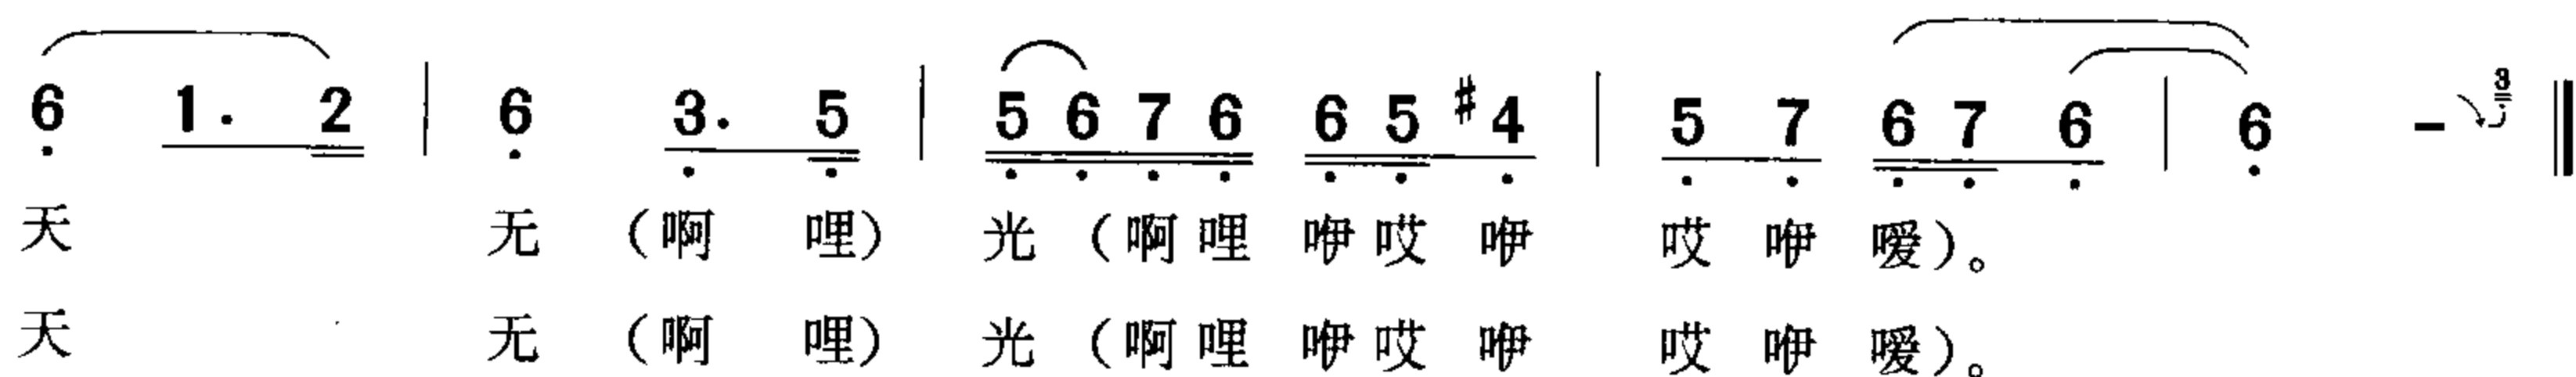 6 1. 2 | 6 3. 5 | 5 6 7 6 6 5 #4 | 5 7 6 7 6 | 6 - 3 ‖
天 无 (啊 哩) 光 (啊 哩 咿 哎 咿 哎 咿 嗳)。
天 无 (啊 哩) 光 (啊 哩 咿 哎 咿 哎 咿 嗳)。